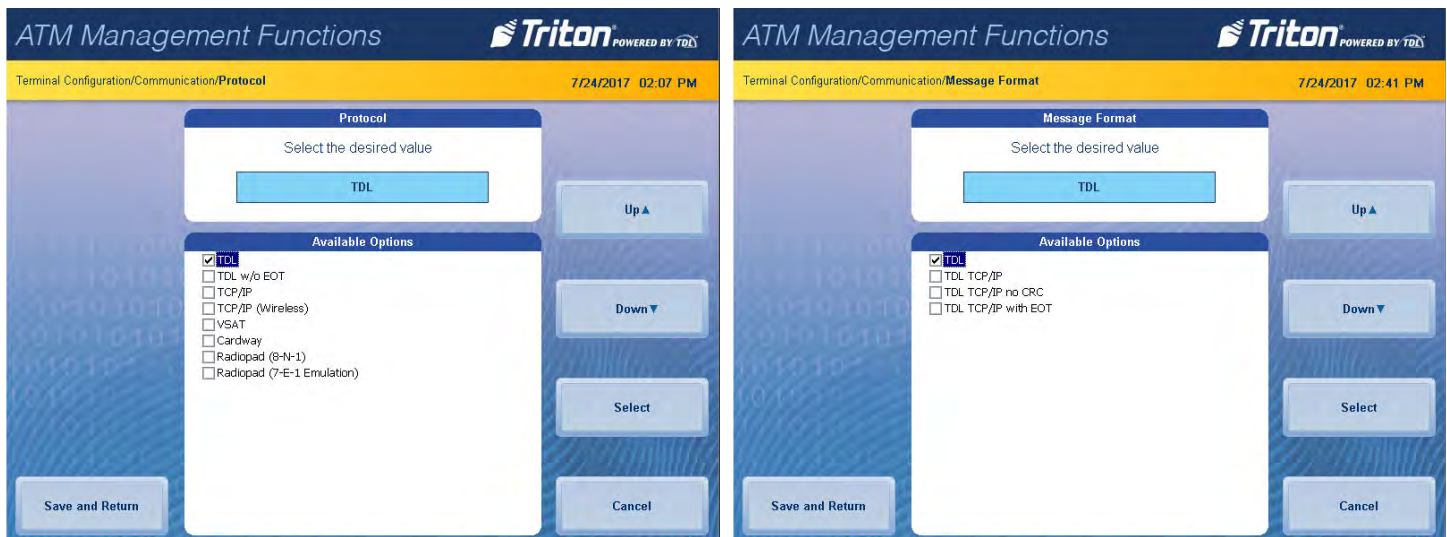 ATM Management Functions
Triton POWERED BY TDL
Terminal Configuration/Communication/Protocol
7/24/2017 02:07 PM
Protocol
Select the desired value
TDL
Available Options
TDL
TDL w/o EOT
TCP/IP
TCP/IP (Wireless)
VSAT
Cardway
Radiopad (8-N-1)
Radiopad (7-E-1 Emulation)
Up▲
Down▼
Select
Save and Return
Cancel
ATM Management Functions
Triton POWERED BY TDL
Terminal Configuration/Communication/Message Format
7/24/2017 02:41 PM
Message Format
Select the desired value
TDL
Available Options
TDL
TDL TCP/IP
TDL TCP/IP no CRC
TDL TCP/IP with EOT
Up▲
Down▼
Select
Save and Return
Cancel